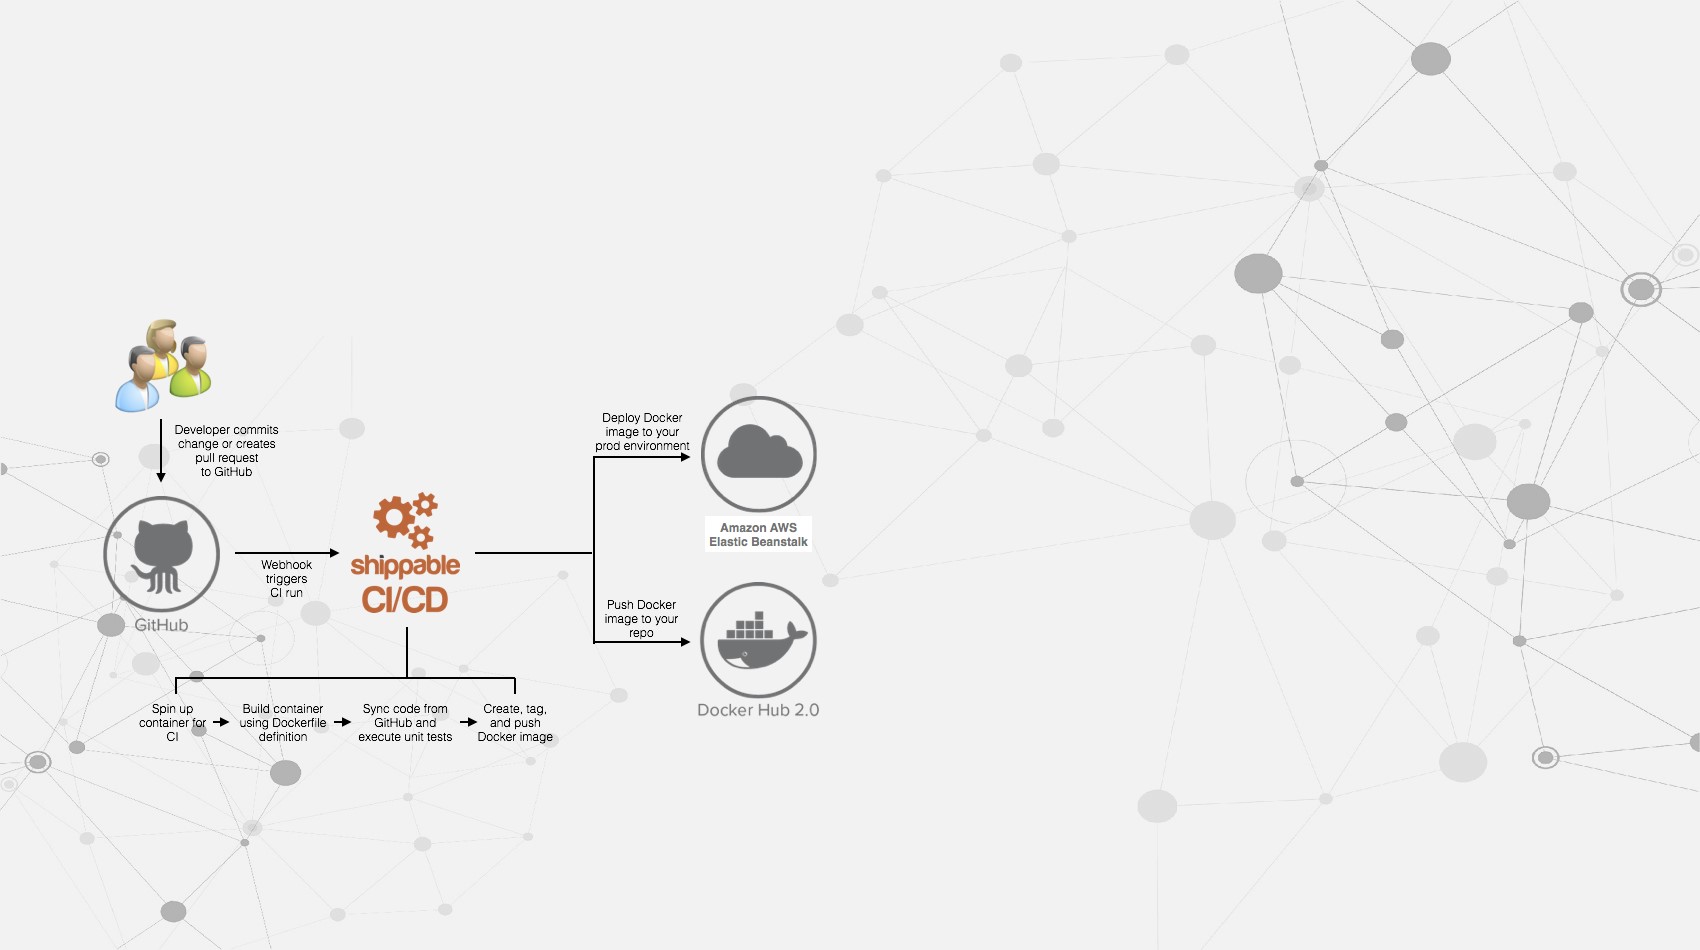 Developer commits
change or creates
pull request
to GitHub
GitHub
Webhook
triggers
CI run
shippable
CI/CD
Spin up
container for
CI
Build container
using Dockerfile
definition
Sync code from
GitHub and
execute unit tests
Create, tag,
and push
Docker image
Deploy Docker
image to your
prod environment
Amazon AWS
Elastic Beanstalk
Push Docker
image to your
repo
Docker Hub 2.0